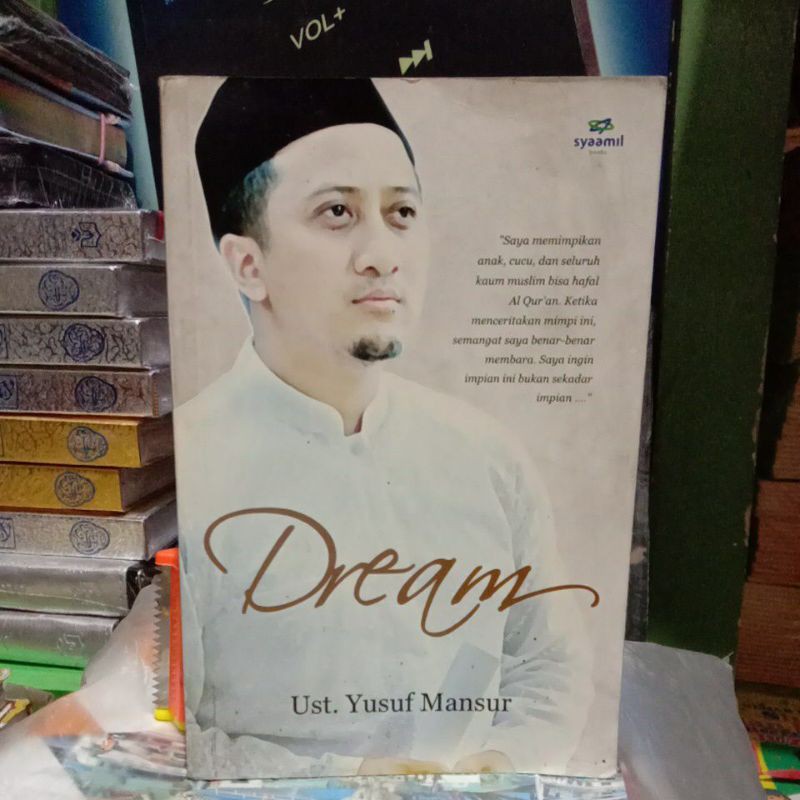 VOL+
syaamil
books
"Saya memimpikan
anak, cucu, dan seluruh
kaum muslim bisa hafal
Al Qur'an. Ketika
menceritakan mimpi ini,
semangat saya benar-benar
membara. Saya ingin
impian ini bukan sekadar
impian ...."
Dream
Ust. Yusuf Mansur